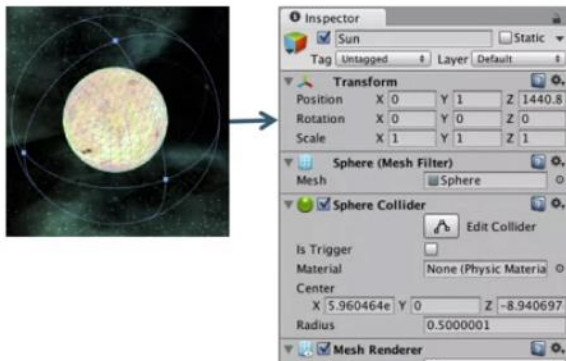 Inspector
Sun Static
Tag Untagged Layer Default
Transform
Position X 0 Y 1 Z 1440.8
Rotation X 0 Y 0 Z 0
Scale X 1 Y 1 Z 1
Sphere (Mesh Filter)
Mesh Sphere
Sphere Collider
Edit Collider
Is Trigger
Material None (Physic Materia
Center
X 5.960464e Y 0 Z -8.940697
Radius 0.5000001
Mesh Renderer